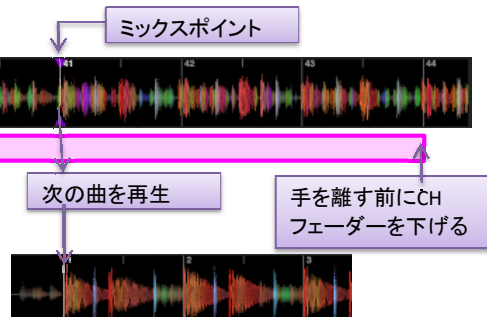 ミックスポイント
41 42 43 44
次の曲を再生
手を離す前にCH
フェーダーを下げる
1 2 3